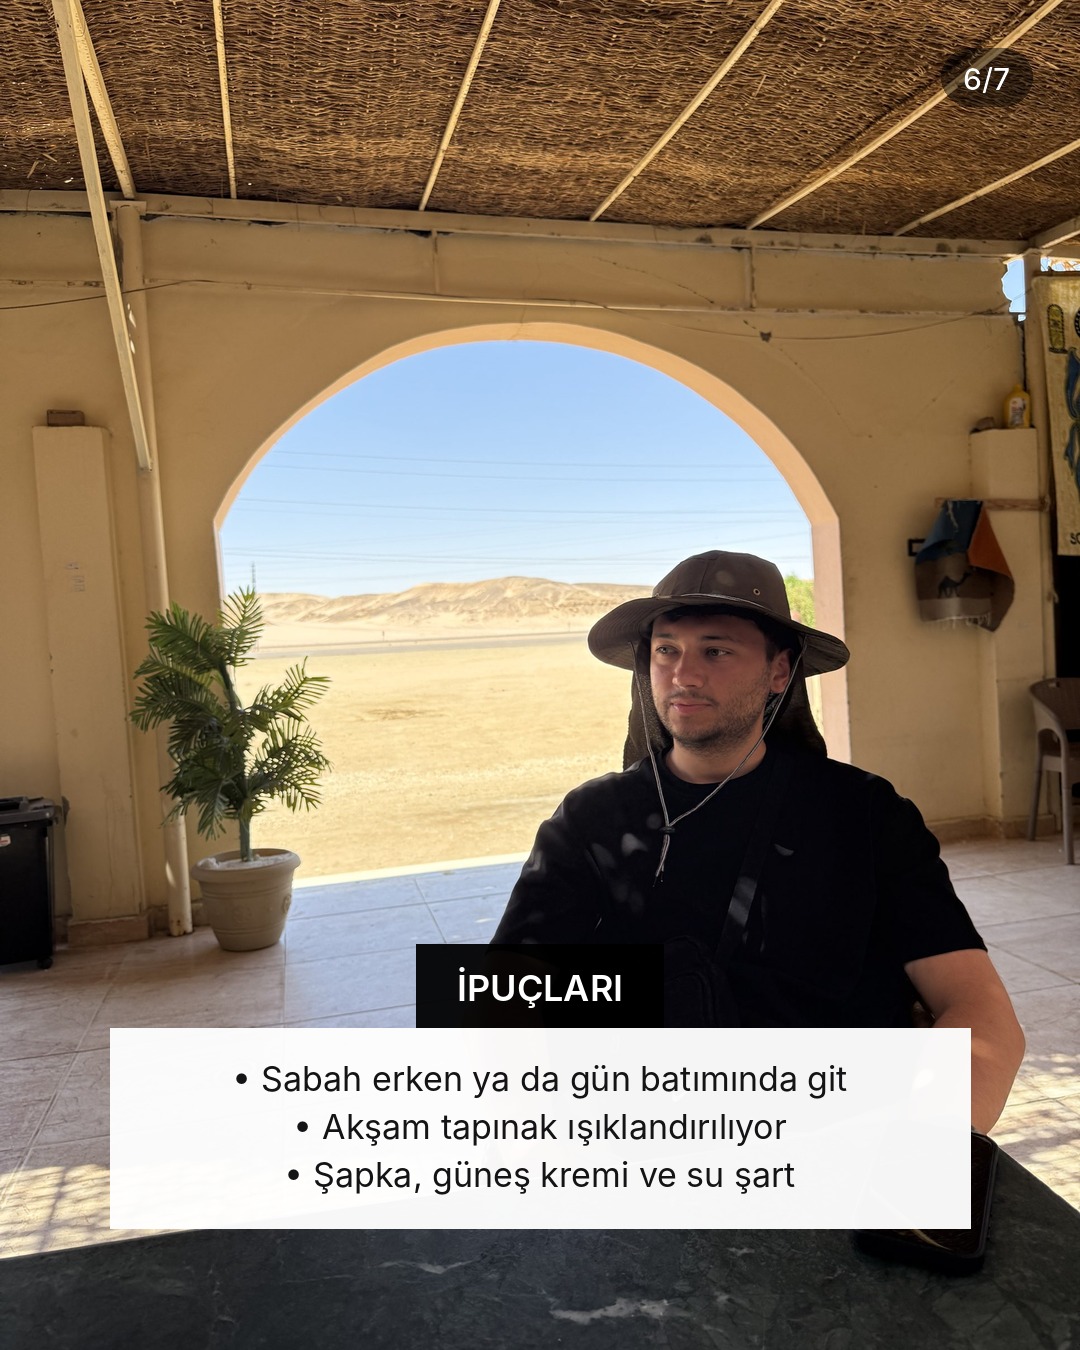 6/7
İPUÇLARI
• Sabah erken ya da gün batımında git
• Akşam tapınak ışıklandırılıyor
• Şapka, güneş kremi ve su şart